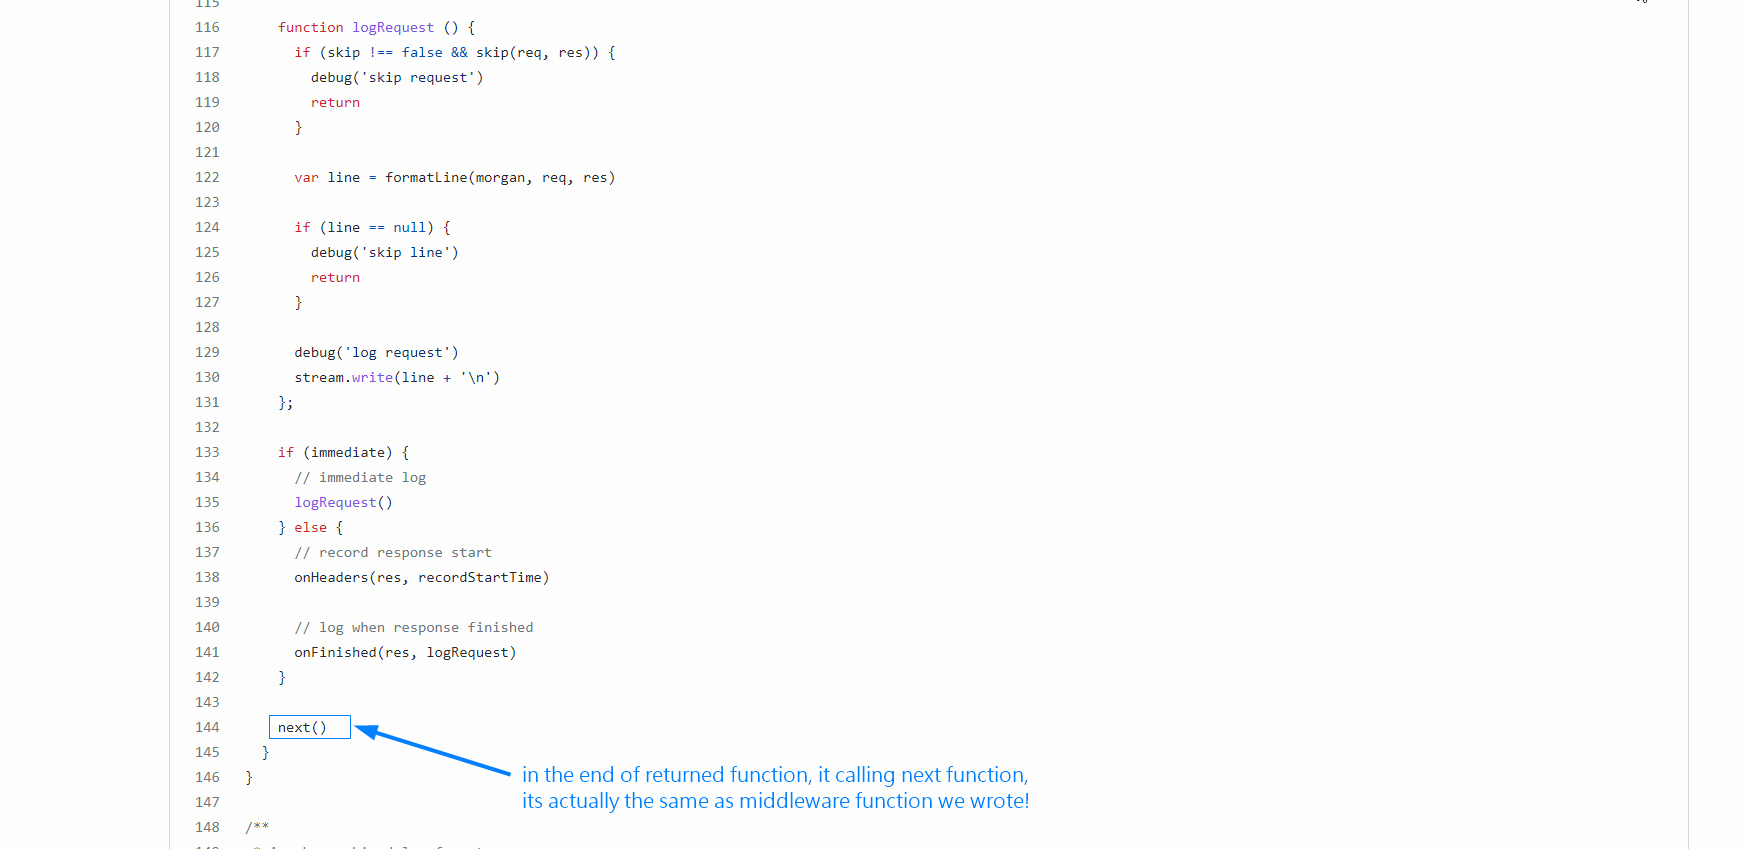 115
116 function logRequest () {
117 if (skip !== false && skip(req, res)) {
118 debug('skip request')
119 return
120 }
121
122 var line = formatLine(morgan, req, res)
123
124 if (line == null) {
125 debug('skip line')
126 return
127 }
128
129 debug('log request')
130 stream.write(line + '\n')
131 };
132
133 if (immediate) {
134 // immediate log
135 logRequest()
136 } else {
137 // record response start
138 onHeaders(res, recordStartTime)
139
140 // log when response finished
141 onFinished(res, logRequest)
142 }
143
144 next()
145 }
146 }
in the end of returned function, it calling next function,
its actually the same as middleware function we wrote!
147
148 /**